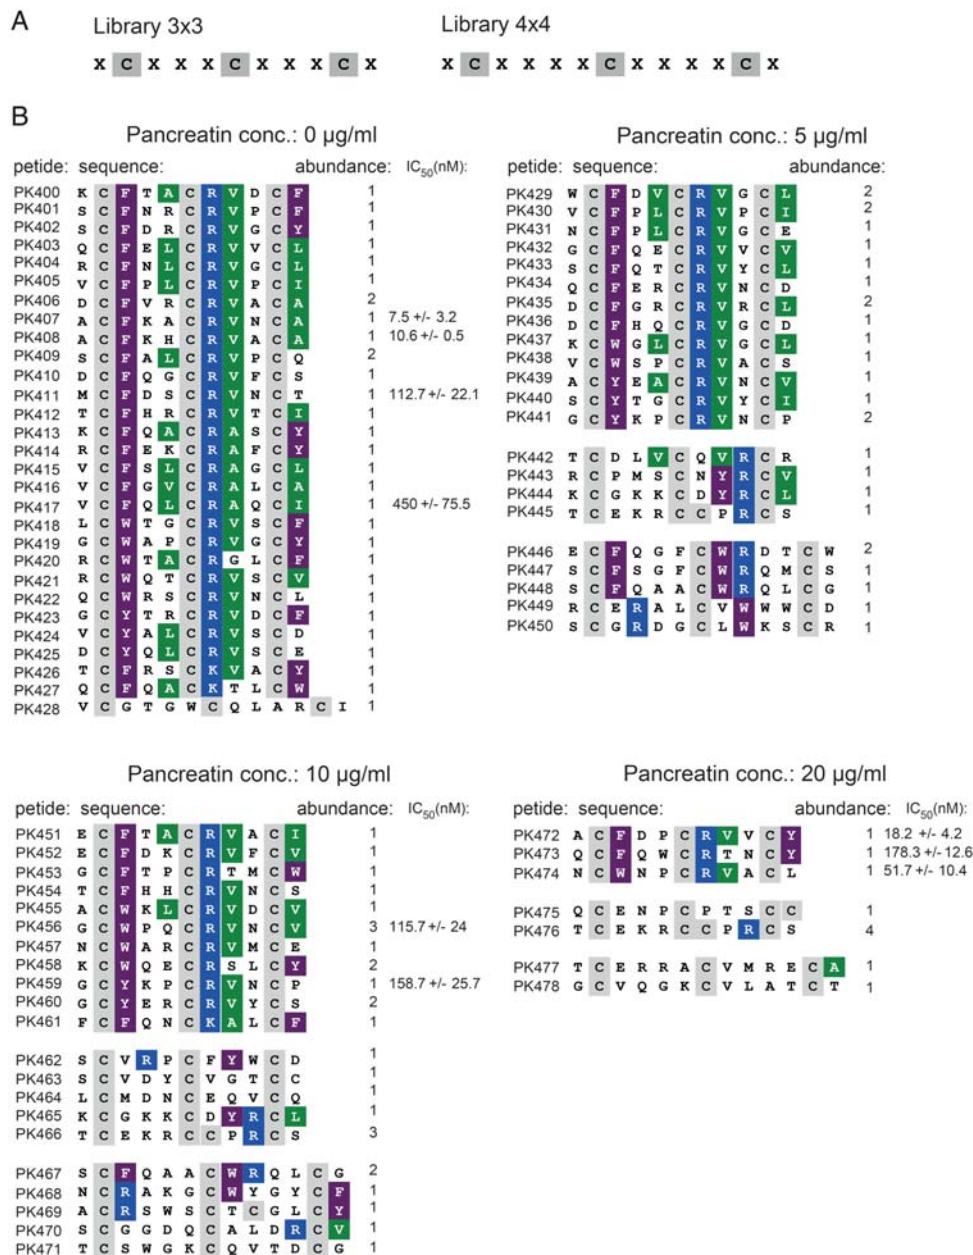 A
Library 3x3
x C x x x C x x x C x
Library 4x4
x C x x x x C x x x x C x
B
Pancreatin conc.: 0 µg/ml
petide: sequence: abundance: IC50(nM):
PK400 K C F T A C R V D C F 1
PK401 S C F N R C R V P C F 1
PK402 S C F D R C R V G C Y 1
PK403 Q C F E L C R V V C L 1
PK404 R C F N L C R V G C L 1
PK405 V C F P L C R V P C I 1
PK406 D C F V R C R V A C A 2
PK407 A C F K A C R V N C A 1 7.5 +/- 3.2
PK408 A C F K H C R V A C A 1 10.6 +/- 0.5
PK409 S C F A L C R V P C Q 2
PK410 D C F Q G C R V F C S 1
PK411 M C F D S C R V N C T 1 112.7 +/- 22.1
PK412 T C F H R C R V T C I 1
PK413 K C F Q A C R A S C Y 1
PK414 R C F E K C R A F C Y 1
PK415 V C F S L C R A G C L 1
PK416 V C F G V C R A L C A 1
PK417 V C F Q L C R A Q C I 1 450 +/- 75.5
PK418 L C W T G C R V S C F 1
PK419 G C W A P C R V G C Y 1
PK420 R C W T A C R G L C F 1
PK421 R C W Q T C R V S C V 1
PK422 Q C W R S C R V N C L 1
PK423 G C Y T R C R V D C F 1
PK424 V C Y A L C R V S C D 1
PK425 D C Y Q L C R V S C E 1
PK426 T C F R S C K V A C Y 1
PK427 Q C F Q A C K T L C W 1
PK428 V C G T G W C Q L A R C I 1
Pancreatin conc.: 5 µg/ml
petide: sequence: abundance:
PK429 W C F D V C R V G C L 2
PK430 V C F P L C R V P C I 2
PK431 N C F P L C R V G C E 1
PK432 G C F Q E C R V V C V 1
PK433 S C F Q T C R V Y C L 1
PK434 Q C F E R C R V N C D 1
PK435 D C F G R C R V R C L 2
PK436 D C F H Q C R V G C D 1
PK437 K C W G L C R V G C L 1
PK438 V C W S P C R V A C S 1
PK439 A C Y E A C R V N C V 1
PK440 S C Y T G C R V Y C I 1
PK441 G C Y K P C R V N C P 2
PK442 T C D L V C Q V R C R 1
PK443 R C P M S C N Y R C V 1
PK444 K C G K K C D Y R C L 1
PK445 T C E K R C C P R C S 1
PK446 E C F Q G F C W R D T C W 2
PK447 S C F S G F C W R Q M C S 1
PK448 S C F Q A A C W R Q L C G 1
PK449 R C E R A L C V W W W C D 1
PK450 S C G R D G C L W K S C R 1
Pancreatin conc.: 10 µg/ml
petide: sequence: abundance: IC50(nM):
PK451 E C F T A C R V A C I 1
PK452 E C F D K C R V F C V 1
PK453 G C F T P C R T M C W 1
PK454 T C F H H C R V N C S 1
PK455 A C W K L C R V D C V 1
PK456 G C W P Q C R V N C V 3 115.7 +/- 24
PK457 N C W A R C R V M C E 1
PK458 K C W Q E C R S L C Y 2
PK459 G C Y K P C R V N C P 1 158.7 +/- 25.7
PK460 G C Y E R C R V Y C S 2
PK461 F C F Q N C K A L C F 1
PK462 S C V R P C F Y W C D 1
PK463 S C V D Y C V G T C C 1
PK464 L C M D N C E Q V C Q 1
PK465 K C G K K C D Y R C L 1
PK466 T C E K R C C P R C S 3
PK467 S C F Q A A C W R Q L C G 2
PK468 N C R A K G C W Y G Y C F 1
PK469 A C R S W S C T C G L C Y 1
PK470 S C G G D Q C A L D R C V 1
PK471 T C S W G K C Q V T D C G 1
Pancreatin conc.: 20 µg/ml
petide: sequence: abundance: IC50(nM):
PK472 A C F D P C R V V C Y 1 18.2 +/- 4.2
PK473 Q C F Q W C R T N C Y 1 178.3 +/- 12.6
PK474 N C W N P C R V A C L 1 51.7 +/- 10.4
PK475 Q C E N P C P T S C C 1
PK476 T C E K R C C P R C S 4
PK477 T C E R R A C V M R E C A 1
PK478 G C V Q G K C V L A T C T 1